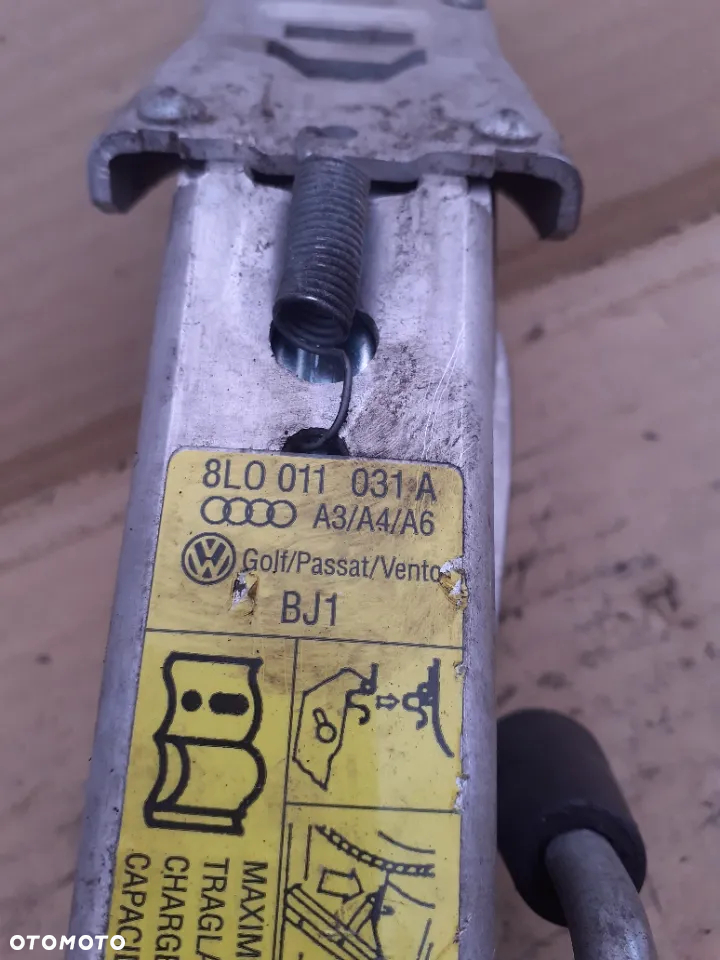 8L0 011 031 A
A3/A4/A6
Golf/Passat/Vento
BJ1
MAXIM
TRAGLA
CHARGE
CAPACI
OTOMOTO